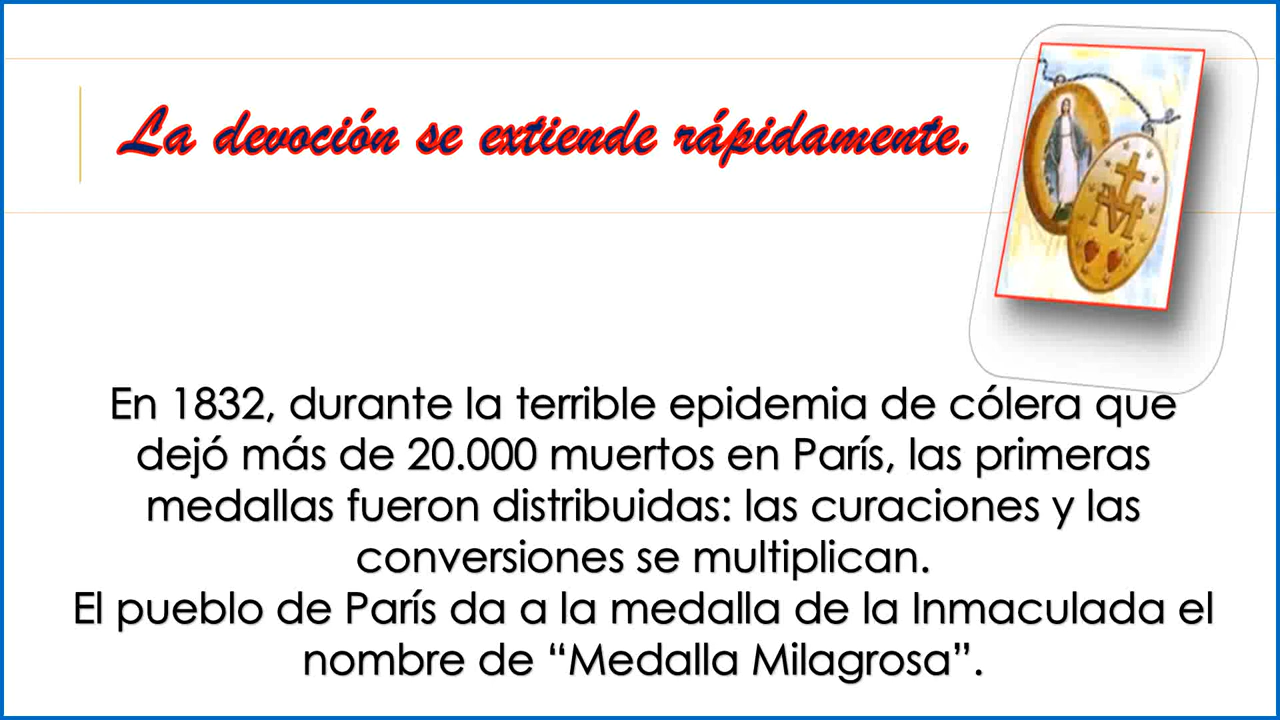 La devoción se extiende rápidamente.
En 1832, durante la terrible epidemia de cólera que
dejó más de 20.000 muertos en París, las primeras
medallas fueron distribuidas: las curaciones y las
conversiones se multiplican.
El pueblo de París da a la medalla de la Inmaculada el
nombre de “Medalla Milagrosa”.